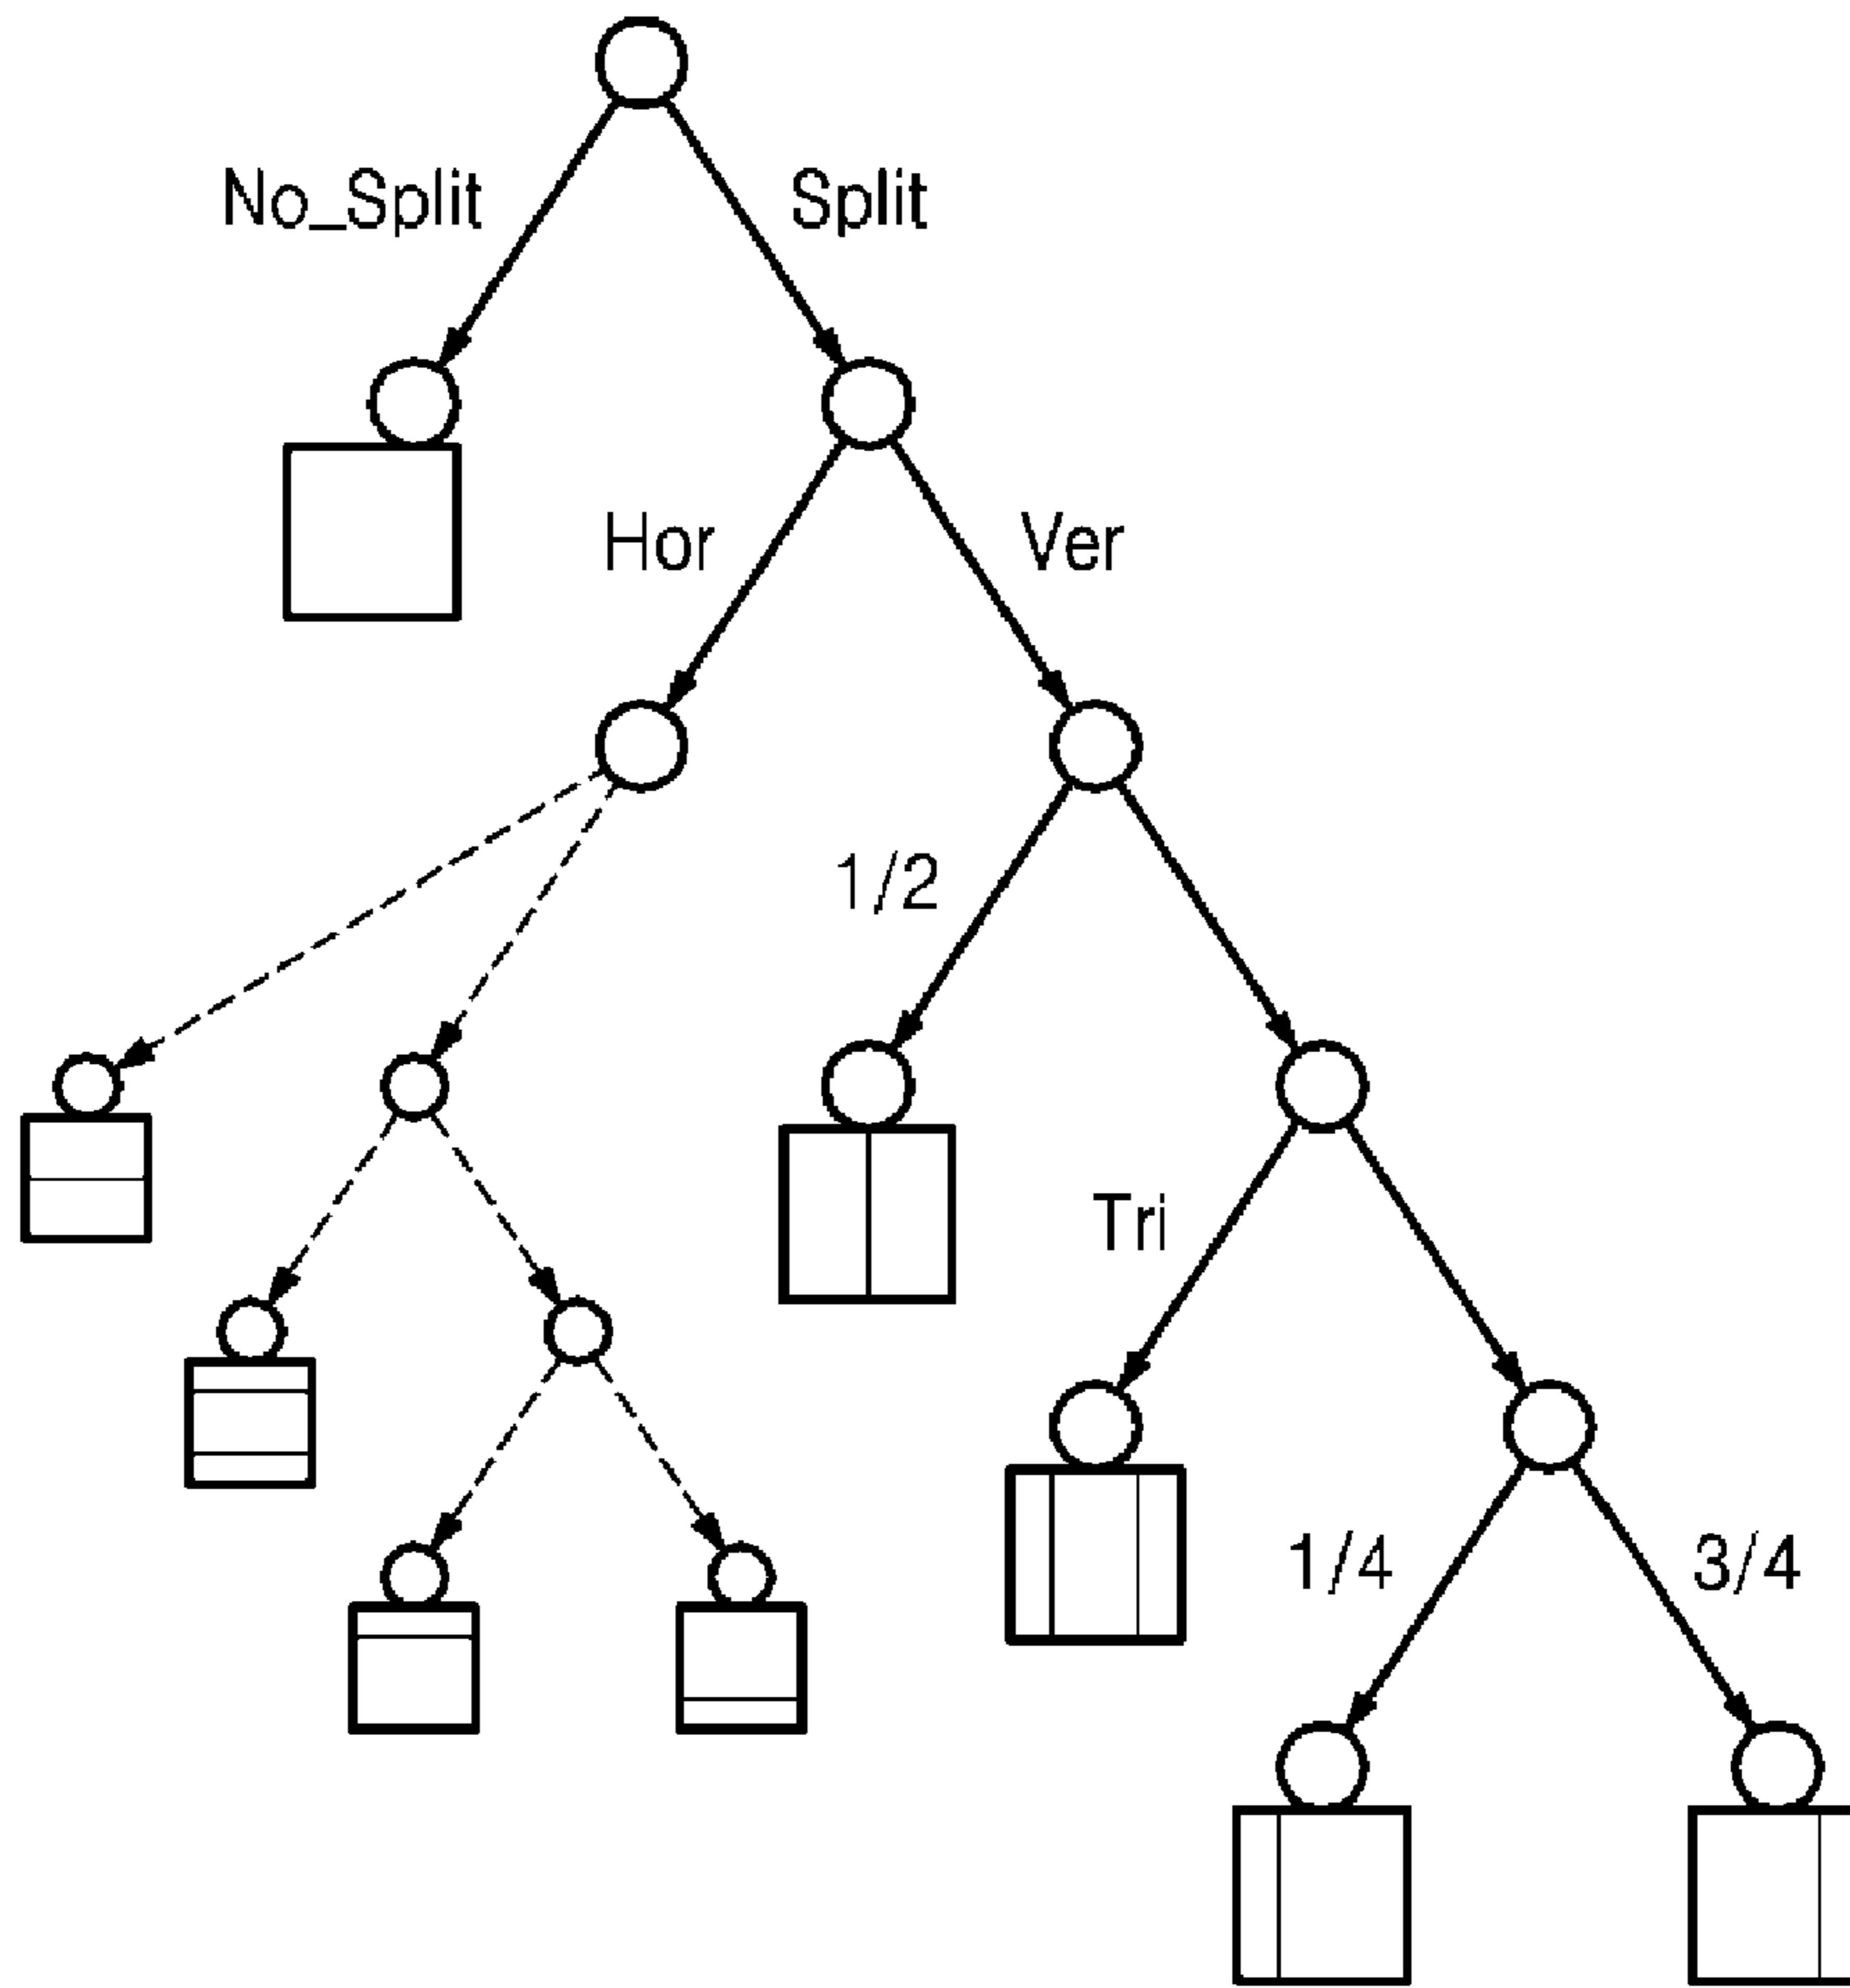 No_Split
Split
Hor
Ver
1/2
Tri
1/4
3/4